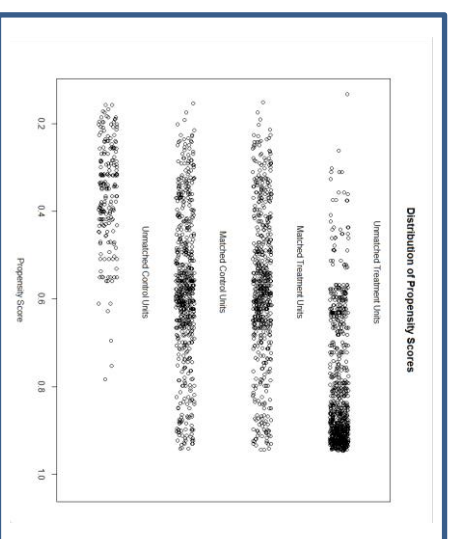 Distribution of Propensity Scores
Unmatched Treatment Units
Matched Treatment Units
Matched Control Units
Unmatched Control Units
0.2
0.4
0.6
0.8
1.0
Propensity Score